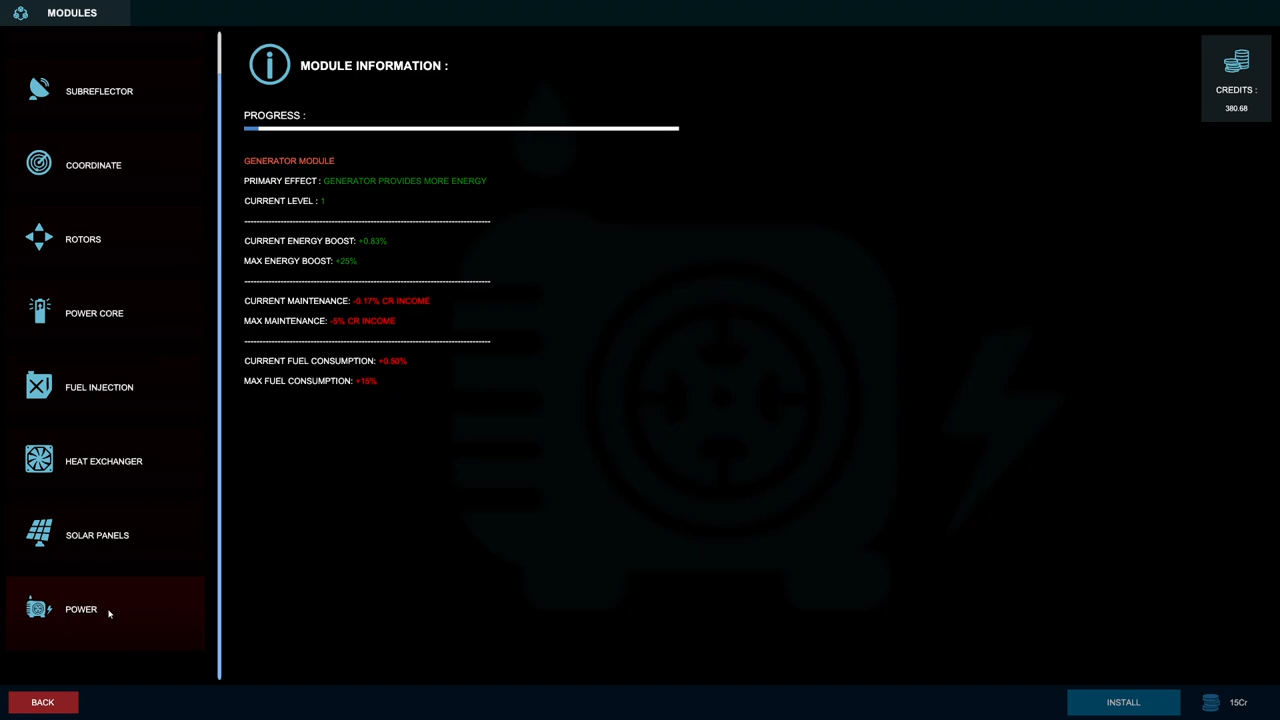 MODULES
SUBREFLECTOR
COORDINATE
ROTORS
POWER CORE
FUEL INJECTION
HEAT EXCHANGER
SOLAR PANELS
POWER
MODULE INFORMATION :
PROGRESS :
GENERATOR MODULE
PRIMARY EFFECT : GENERATOR PROVIDES MORE ENERGY
CURRENT LEVEL : 1
CURRENT ENERGY BOOST: +0.83%
MAX ENERGY BOOST: +25%
CURRENT MAINTENANCE: -0.17% CR INCOME
MAX MAINTENANCE: -5% CR INCOME
CURRENT FUEL CONSUMPTION: +0.50%
MAX FUEL CONSUMPTION: +15%
CREDITS :
380.68
BACK
INSTALL
15Cr